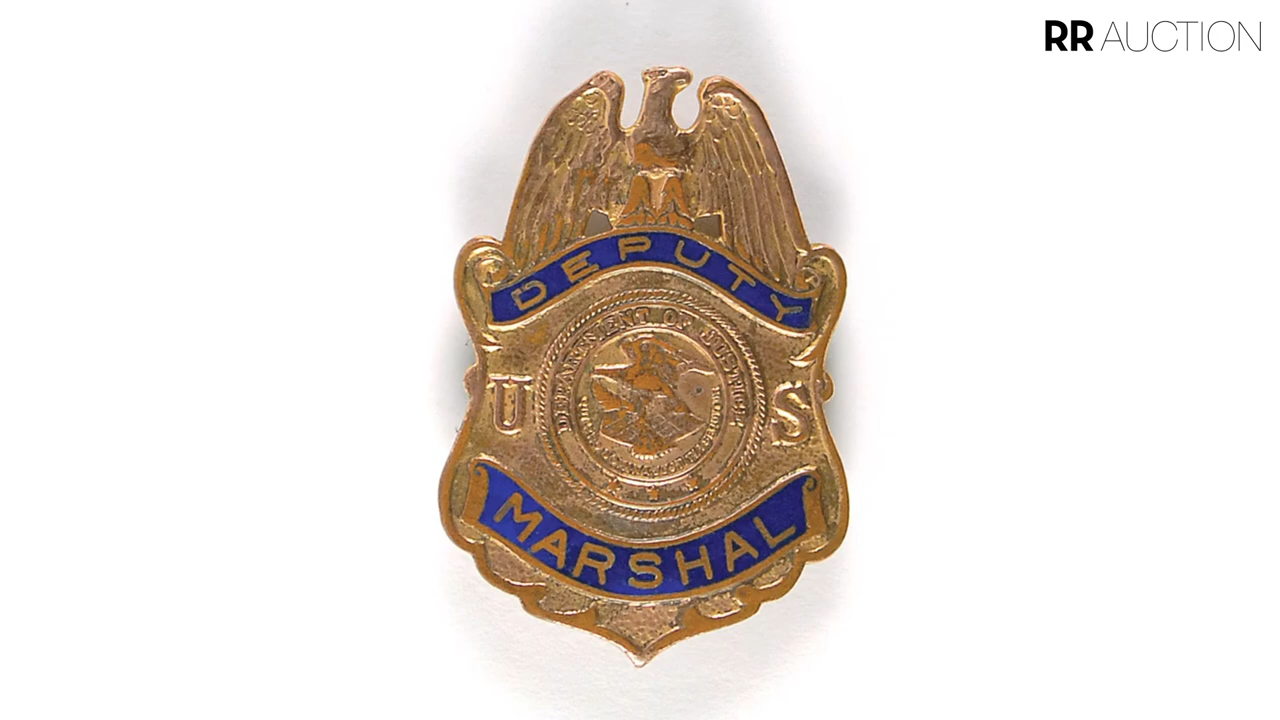 RR AUCTION
DEPUTY
DEPARTMENT OF JUSTICE
U S
MARSHAL